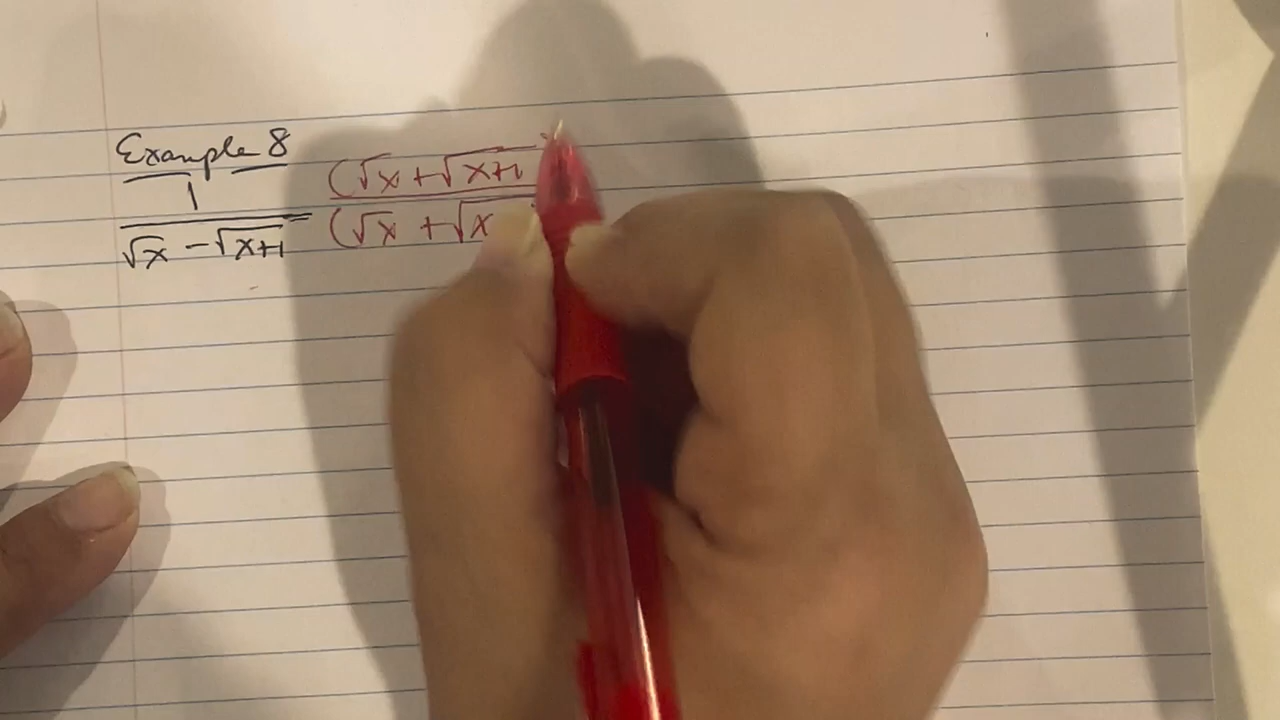 Example 8
1 (√x + √x+1
√x - √x+1 (√x + √x